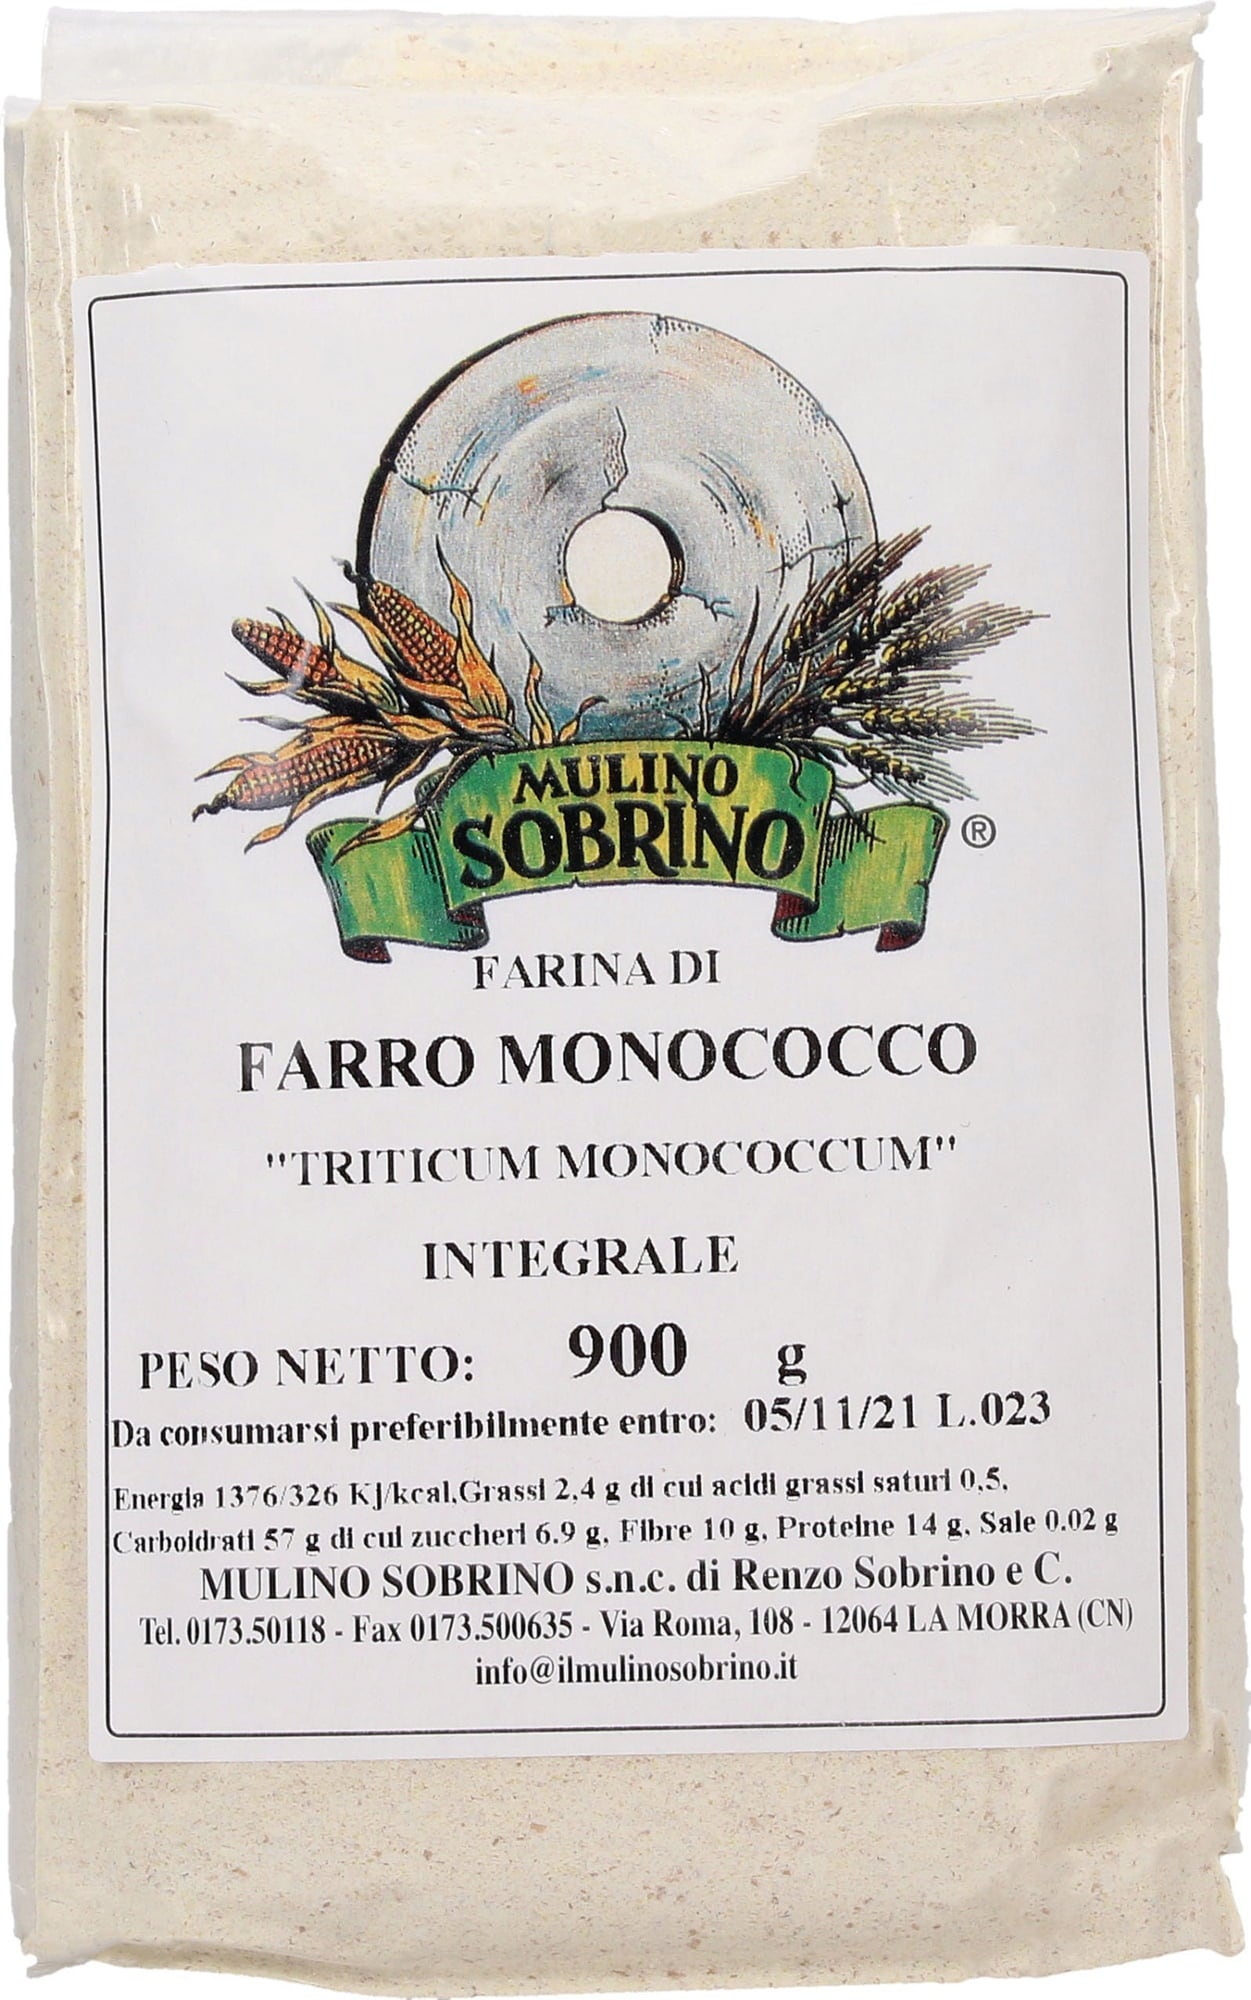 MULINO
SOBRINO
®
FARINA DI
FARRO MONOCOCCO
"TRITICUM MONOCOCCUM"
INTEGRALE
PESO NETTO: 900 g
Da consumarsi preferibilmente entro: 05/11/21 L.023
Energia 1376/326 Kj/kcal,Grassi 2,4 g di cui acidi grassi saturi 0,5,
Carboidrati 57 g di cui zuccheri 6.9 g, Fibre 10 g, Proteine 14 g, Sale 0.02 g
MULINO SOBRINO s.n.c. di Renzo Sobrino e C.
Tel. 0173.50118 - Fax 0173.500635 - Via Roma, 108 - 12064 LA MORRA (CN)
info@ilmulinosobrino.it